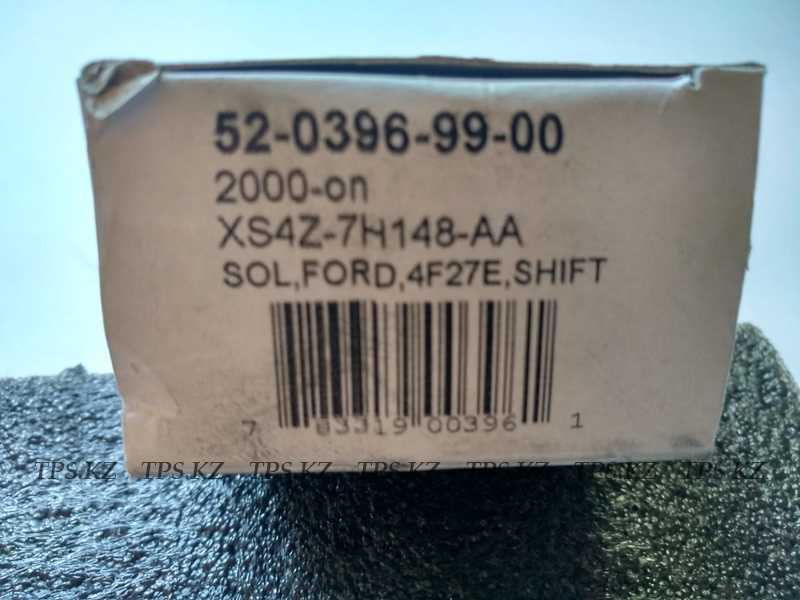 52-0396-99-00
2000-on
XS4Z-7H148-AA
SOL,FORD,4F27E,SHIFT
7 83319 00396 1
TPS.KZ TPS.KZ TPS.KZ TPS.KZ TPS.KZ TPS.KZ TPS.KZ